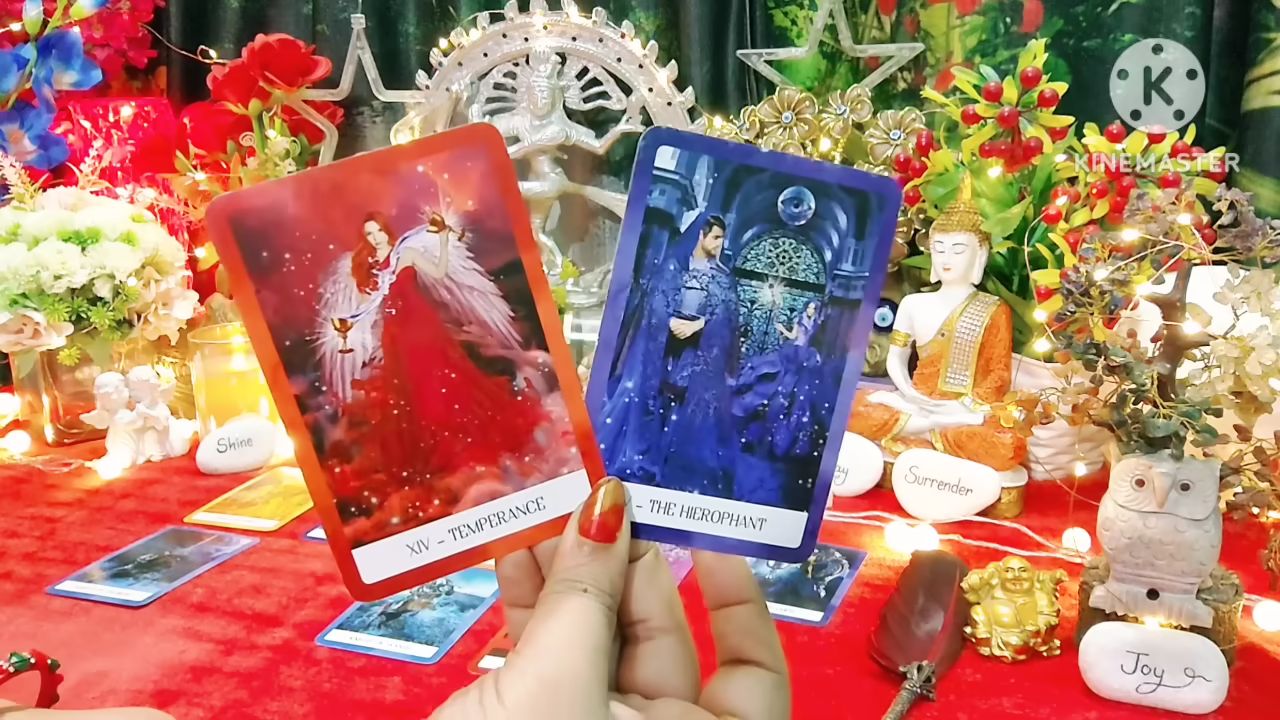 K
KINEMASTER
XIV - TEMPERANCE
- THE HIEROPHANT
Shine
Surrender
Joy